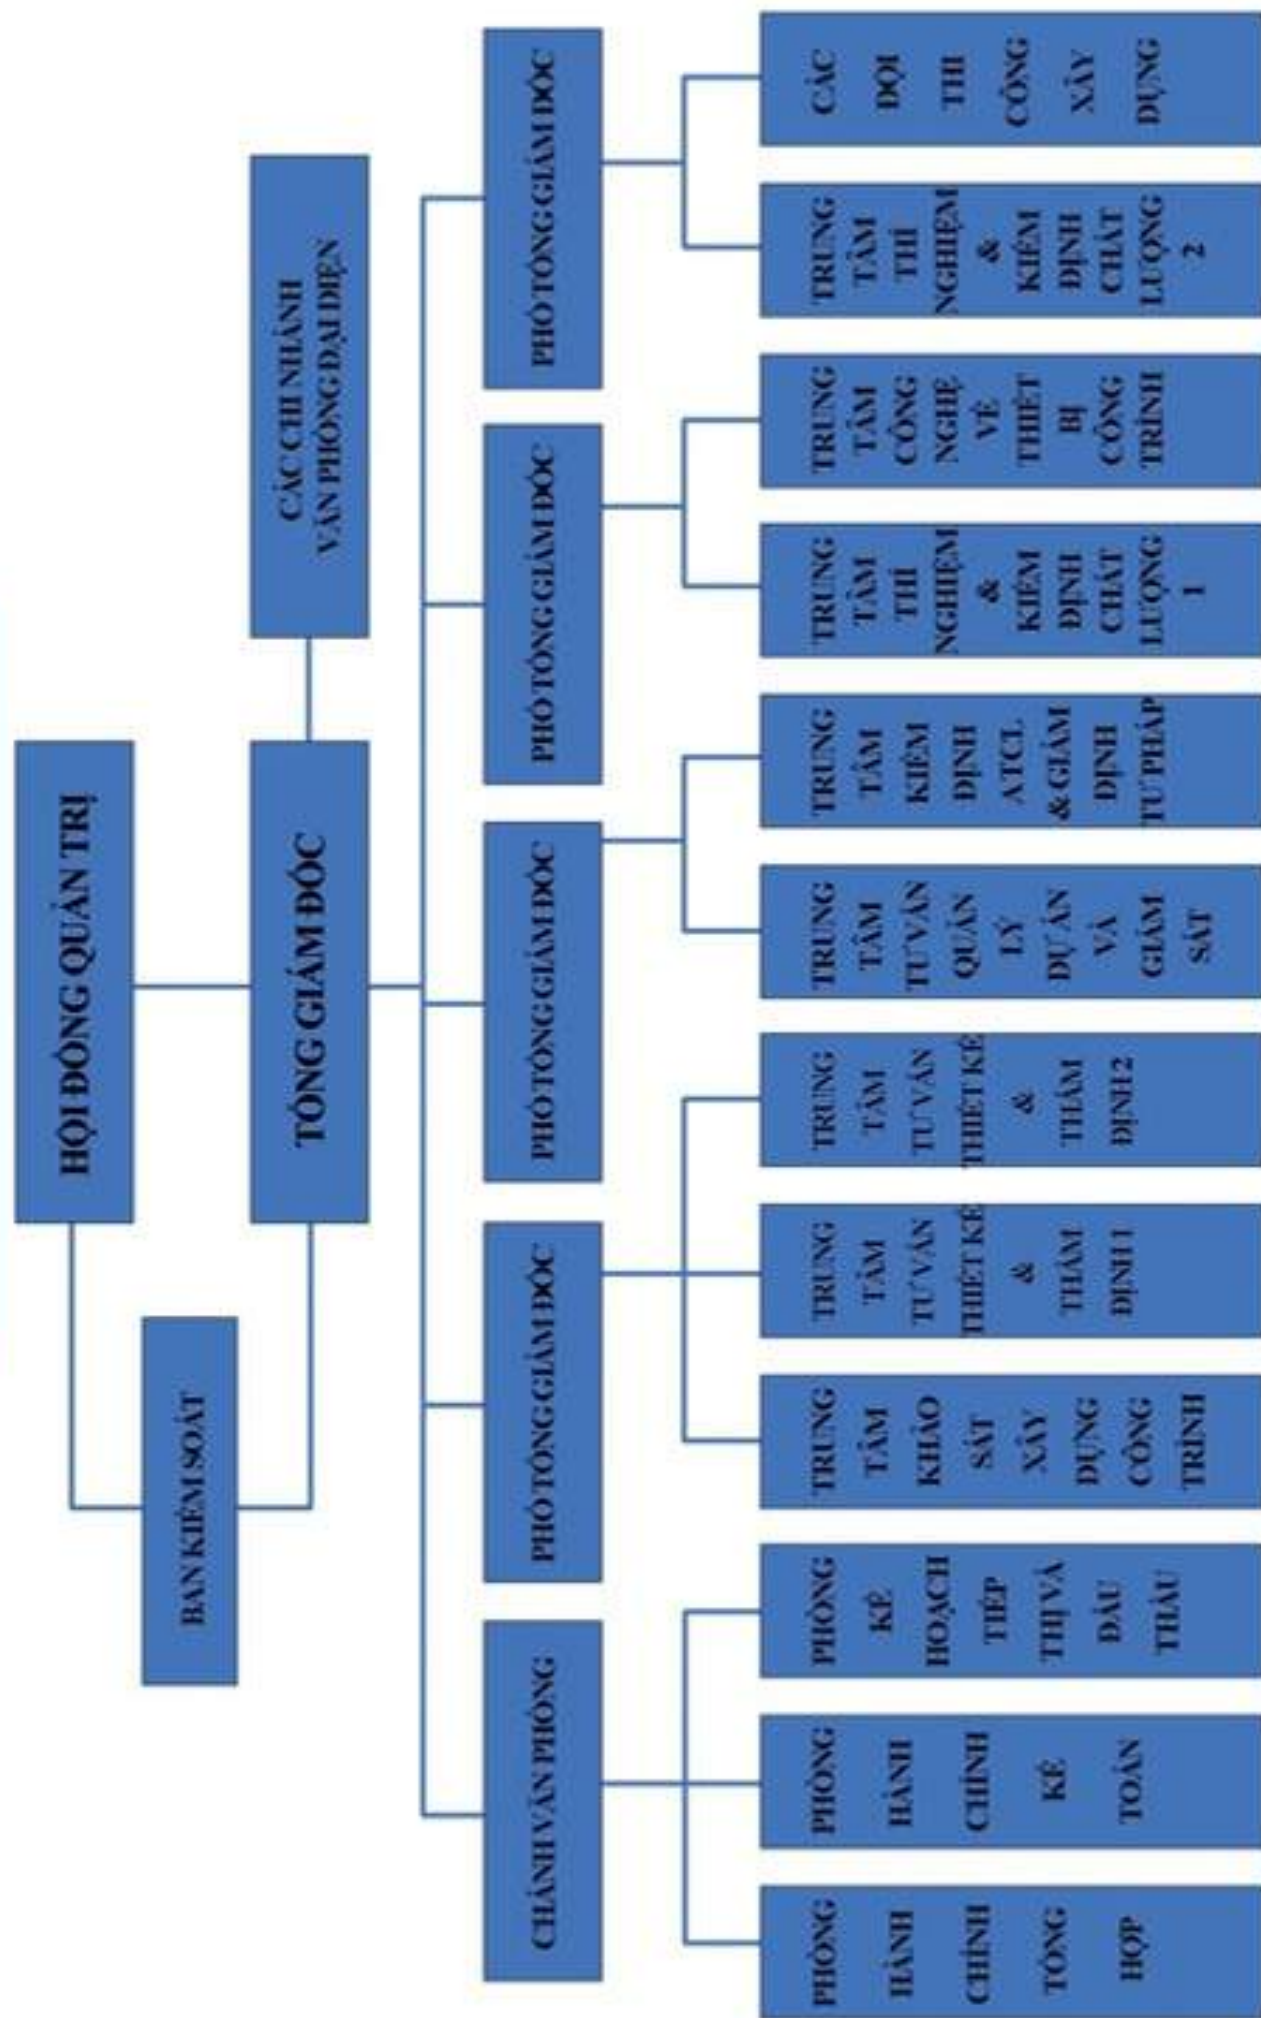 HỘI ĐỒNG QUẢN TRỊ
BAN KIỂM SOÁT
TỔNG GIÁM ĐỐC
CÁC CHI NHÁNH
VĂN PHÒNG ĐẠI DIỆN
CHÁNH VĂN PHÒNG
PHÓ TỔNG GIÁM ĐỐC
PHÓ TỔNG GIÁM ĐỐC
PHÓ TỔNG GIÁM ĐỐC
PHÓ TỔNG GIÁM ĐỐC
PHÒNG
HÀNH
CHÍNH
TỔNG
HỢP
PHÒNG
HÀNH
CHÍNH
KẾ
TOÁN
PHÒNG
KẾ
HOẠCH
TIẾP
THỊ VÀ
ĐẤU
THẦU
TRUNG
TÂM
KHẢO
SÁT
XÂY
DỰNG
CÔNG
TRÌNH
TRUNG
TÂM
TƯ VẤN
THIẾT KẾ
&
THẨM
ĐỊNH 1
TRUNG
TÂM
TƯ VẤN
THIẾT KẾ
&
THẨM
ĐỊNH 2
TRUNG
TÂM
TƯ VẤN
QUẢN
LÝ
DỰ ÁN
VÀ
GIÁM
SÁT
TRUNG
TÂM
KIỂM
ĐỊNH
ATCL
& GIÁM
ĐỊNH
TƯ PHÁP
TRUNG
TÂM
THÍ
NGHIỆM
&
KIỂM
ĐỊNH
CHẤT
LƯỢNG
1
TRUNG
TÂM
CÔNG
NGHỆ
VỀ
THIẾT
BỊ
CÔNG
TRÌNH
TRUNG
TÂM
THÍ
NGHIỆM
&
KIỂM
ĐỊNH
CHẤT
LƯỢNG
2
CÁC
ĐỘI
THI
CÔNG
XÂY
DỰNG